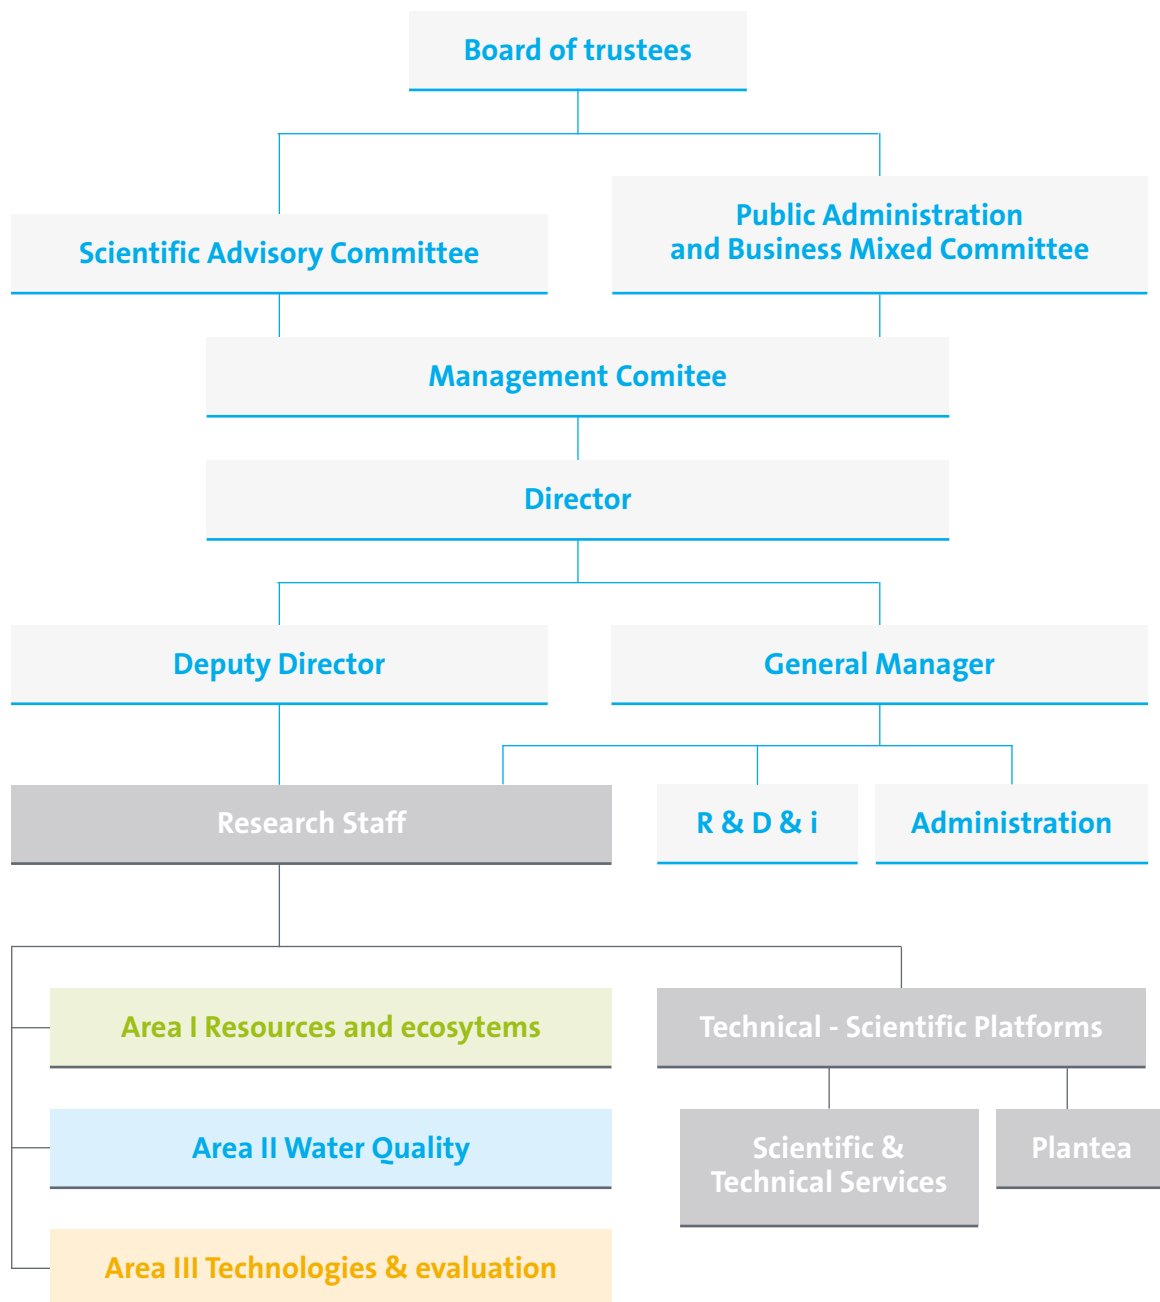 Board of trustees
Scientific Advisory Committee
Public Administration
and Business Mixed Committee
Management Comitee
Director
Deputy Director
General Manager
Research Staff
R & D & i
Administration
Area I Resources and ecosytems
Technical - Scientific Platforms
Area II Water Quality
Scientific &
Technical Services
Plantea
Area III Technologies & evaluation